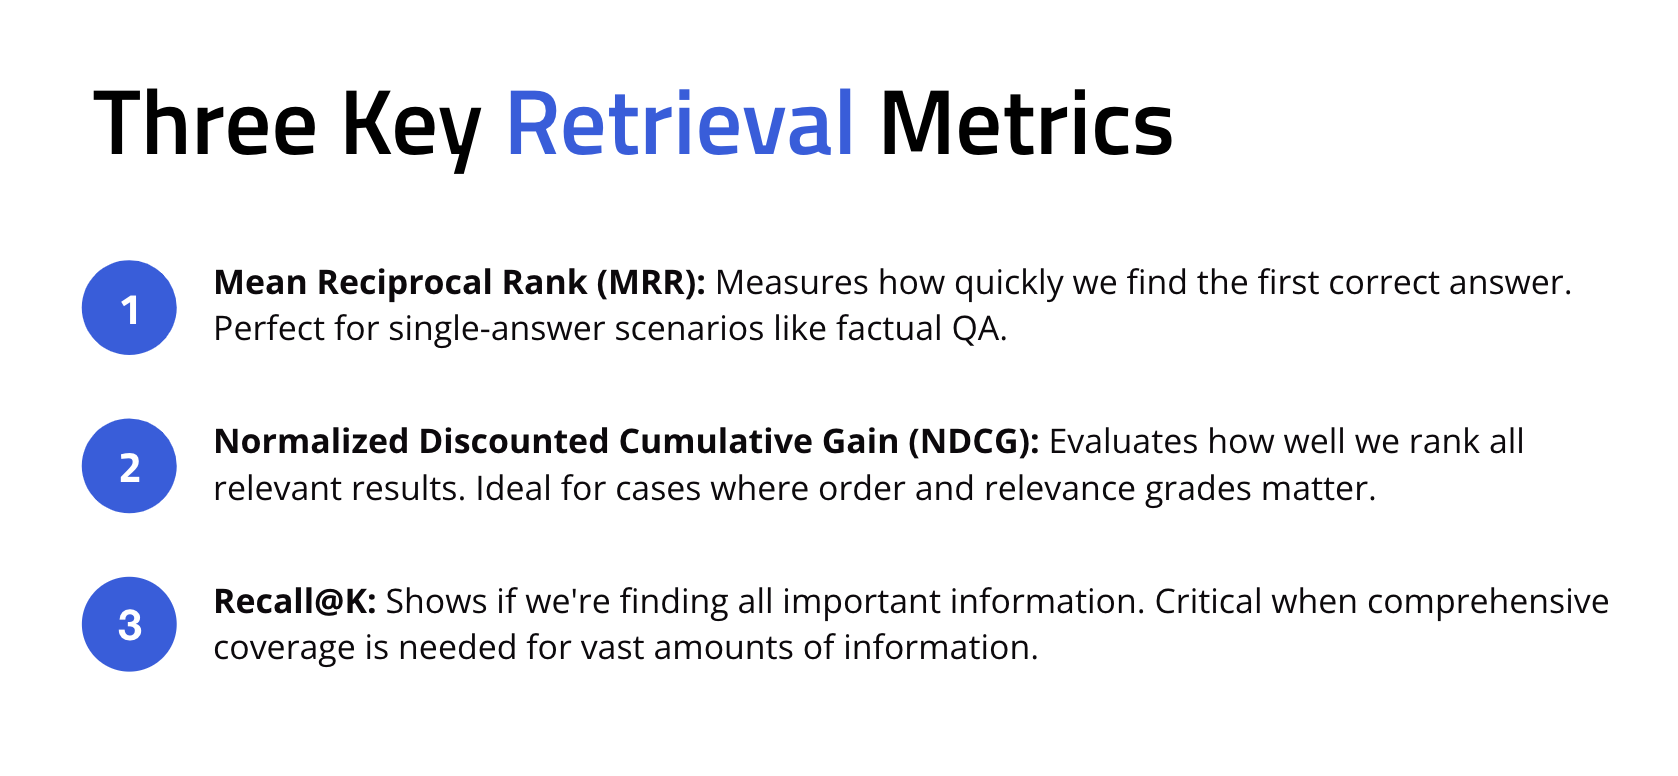 Three Key Retrieval Metrics
1
Mean Reciprocal Rank (MRR): Measures how quickly we find the first correct answer.
Perfect for single-answer scenarios like factual QA.
2
Normalized Discounted Cumulative Gain (NDCG): Evaluates how well we rank all
relevant results. Ideal for cases where order and relevance grades matter.
3
Recall@K: Shows if we're finding all important information. Critical when comprehensive
coverage is needed for vast amounts of information.